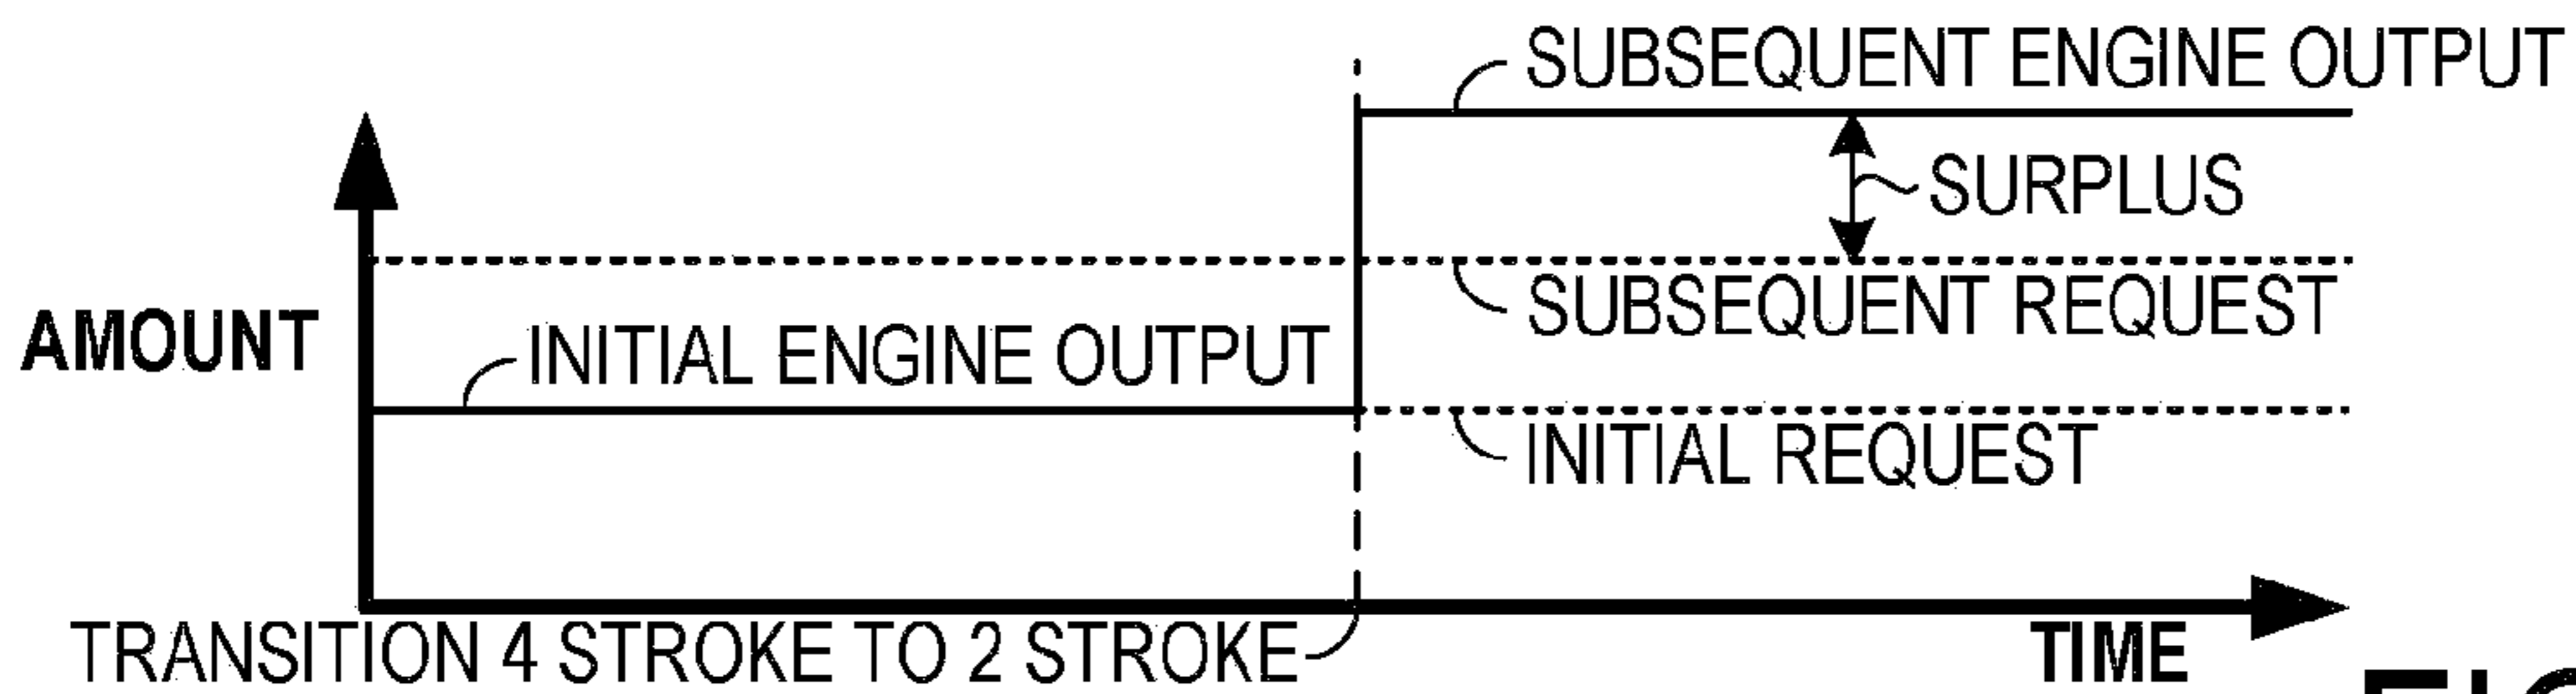 SUBSEQUENT ENGINE OUTPUT
SURPLUS
SUBSEQUENT REQUEST
AMOUNT
INITIAL ENGINE OUTPUT
INITIAL REQUEST
TRANSITION 4 STROKE TO 2 STROKE
TIME